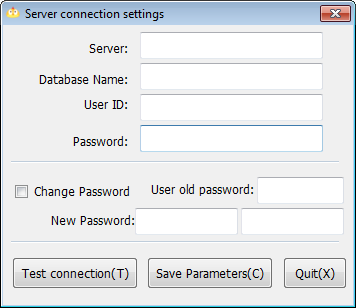 Server connection settings
Server:
Database Name:
User ID:
Password:
Change Password User old password:
New Password:
Test connection(T) Save Parameters(C) Quit(X)